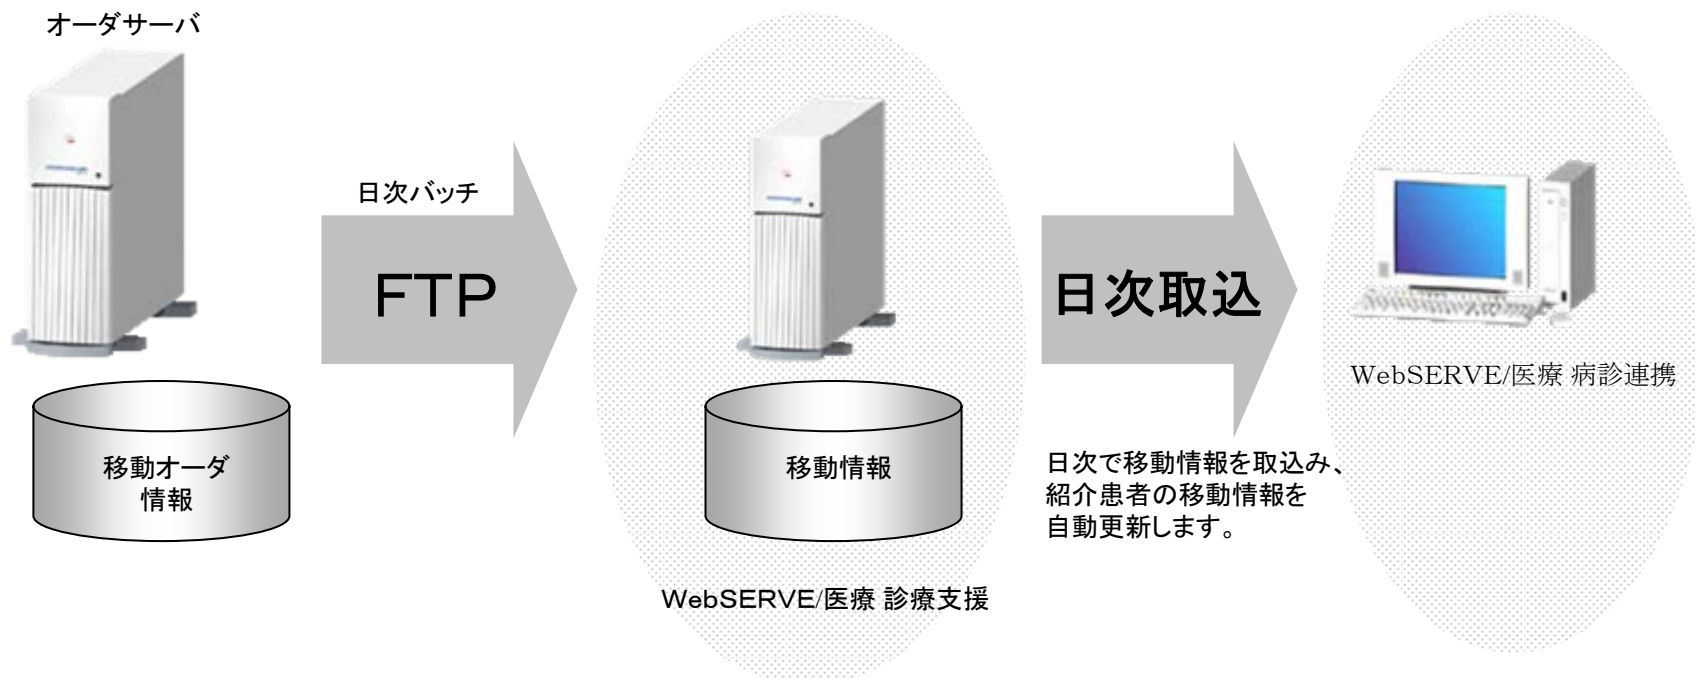 オーダサーバ
日次バッチ
FTP
日次取込
移動オーダ
情報
移動情報
WebSERVE/医療 診療支援
WebSERVE/医療 病診連携
日次で移動情報を取込み、
紹介患者の移動情報を
自動更新します。